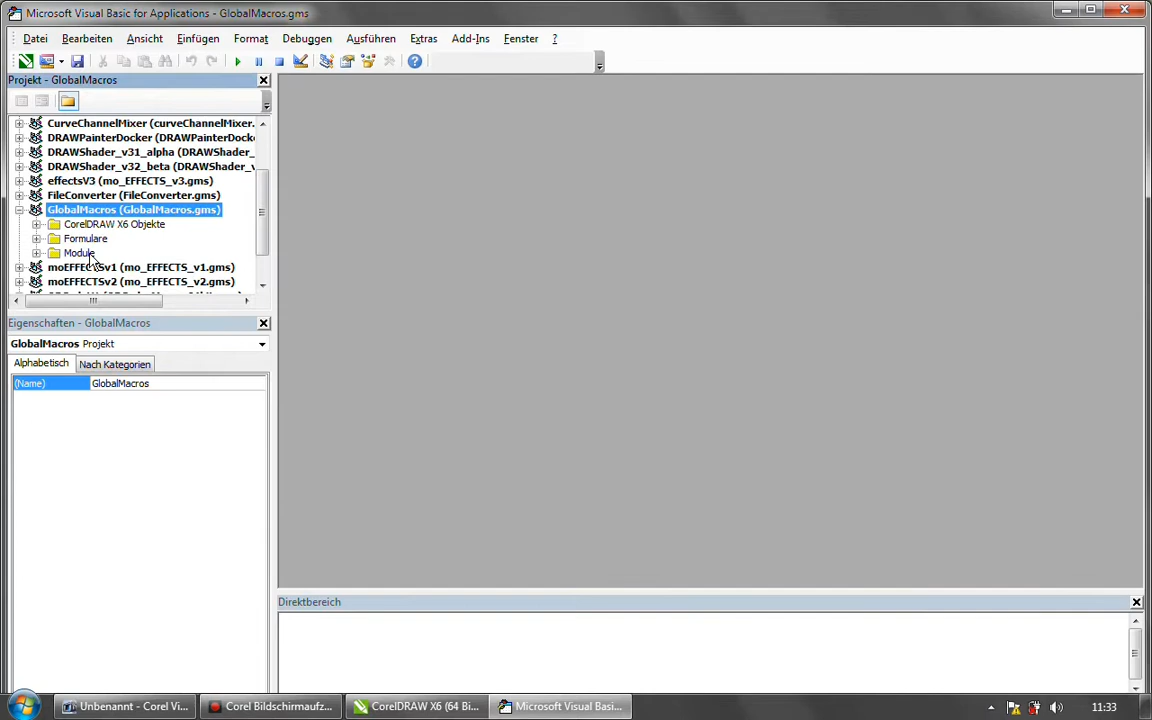 Microsoft Visual Basic for Applications - GlobalMacros.gms
Datei Bearbeiten Ansicht Einfügen Format Debuggen Ausführen Extras Add-Ins Fenster ?
Projekt - GlobalMacros
CurveChannelMixer (curveChannelMixer.
DRAWPainterDocker (DRAWPainterDocke
DRAWShader_v31_alpha (DRAWShader_
DRAWShader_v32_beta (DRAWShader_v
effectsV3 (mo_EFFECTS_v3.gms)
FileConverter (FileConverter.gms)
GlobalMacros (GlobalMacros.gms)
CorelDRAW X6 Objekte
Formulare
Module
moEFFECTSv1 (mo_EFFECTS_v1.gms)
moEFFECTSv2 (mo_EFFECTS_v2.gms)
Eigenschaften - GlobalMacros
GlobalMacros Projekt
Alphabetisch Nach Kategorien
(Name) GlobalMacros
Direktbereich
Unbenannt - Corel Vi... Corel Bildschirmaufz... CorelDRAW X6 (64 Bi... Microsoft Visual Basi... 11:33